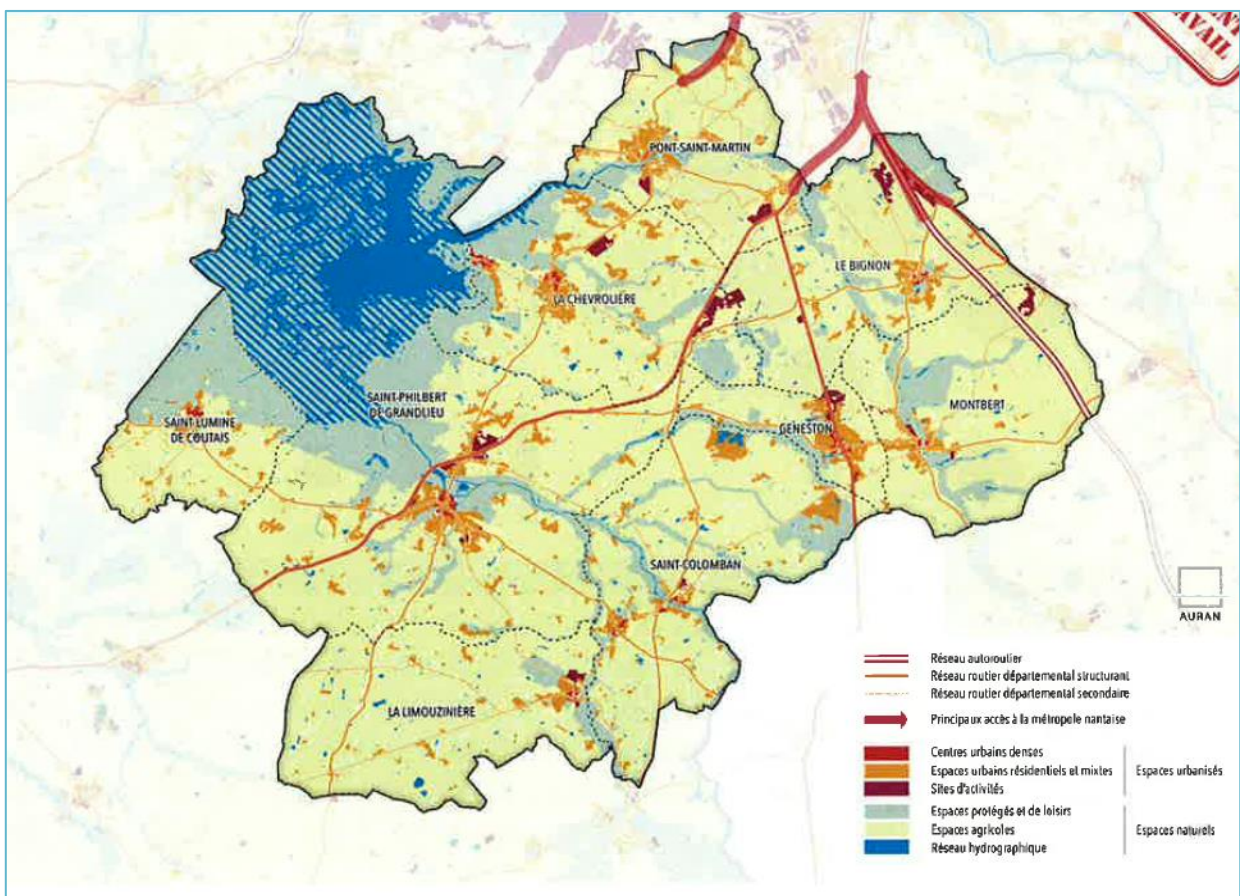 TRAVAIL
PONT-SAINT-MARTIN
LE BIGNON
LA CHEVROLIÈRE
SAINT-PHILBERT
DE GRANDLIEU
MONTBERT
SAINT-LUMINE
DE COUTAIS
GENESTON
SAINT-COLOMBAN
AURAN
LA LIMOUZINIÈRE
Réseau autoroutier
Réseau routier départemental structurant
Réseau routier départemental secondaire
Principaux accès à la métropole nantaise
Centres urbains denses
Espaces urbains résidentiels et mixtes
Espaces urbanisés
Sites d'activités
Espaces protégés et de loisirs
Espaces agricoles
Espaces naturels
Réseau hydrographique